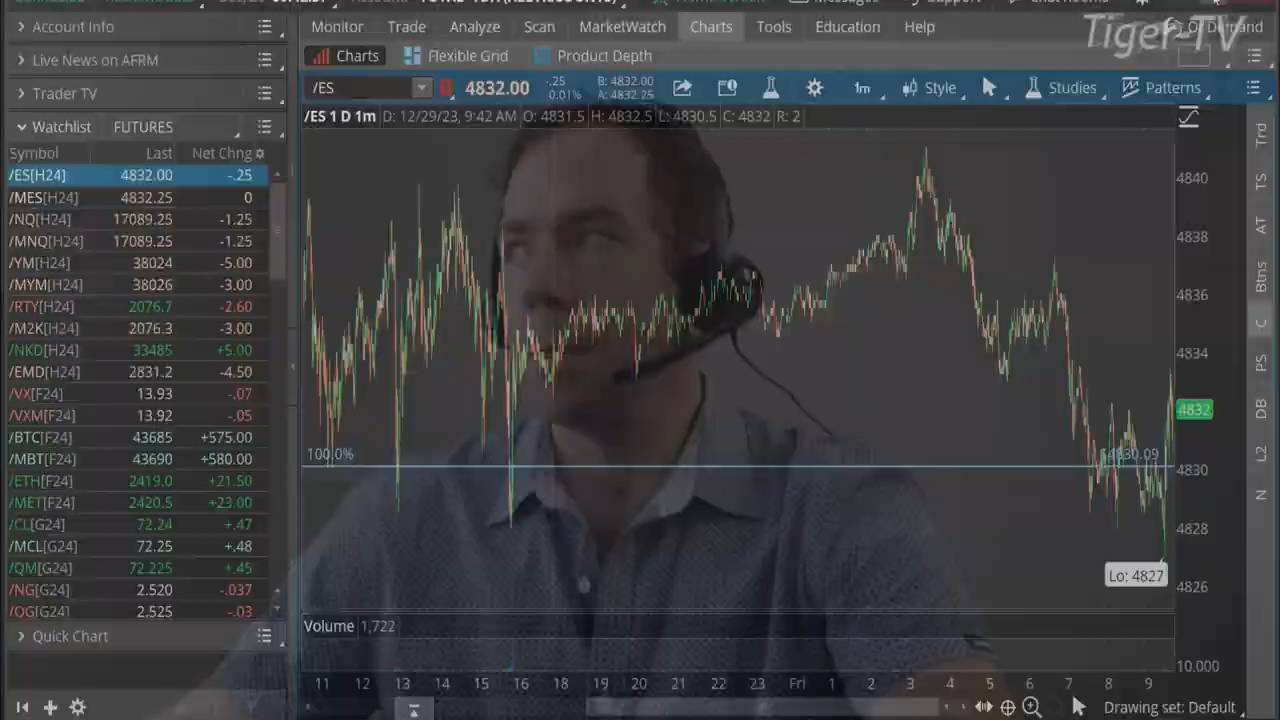 Tiger-TV
Account Info
Live News on AFRM
Trader TV
Watchlist FUTURES
Symbol Last Net Chng
/ES[H24] 4832.00 -.25
/MES[H24] 4832.25 0
/NQ[H24] 17089.25 -1.25
/MNQ[H24] 17089.25 -1.25
/YM[H24] 38024 -5.00
/MYM[H24] 38026 -3.00
/RTY[H24] 2076.7 -2.60
/M2K[H24] 2076.3 -3.00
/NKD[H24] 33485 +5.00
/EMD[H24] 2831.2 -4.50
/VX[F24] 13.93 -.07
/VXM[F24] 13.92 -.05
/BTC[F24] 43685 +575.00
/MBT[F24] 43690 +580.00
/ETH[F24] 2419.0 +21.50
/MET[F24] 2420.5 +23.00
/CL[G24] 72.24 +.47
/MCL[G24] 72.25 +.48
/QM[G24] 72.225 +.45
/NG[G24] 2.520 -.037
/QG[G24] 2.525 -.03
Quick Chart
Monitor Trade Analyze Scan MarketWatch Charts Tools Education Help
Charts Flexible Grid Product Depth
/ES 4832.00 -.25 0.01% B: 4832.00 A: 4832.25 1m Style Studies Patterns
/ES 1 D 1m D: 12/29/23, 9:42 AM O: 4831.5 H: 4832.5 L: 4830.5 C: 4832 R: 2
4840
4838
4836
4834
4832
100.0% 4830.09
4830
4828
Lo: 4827
4826
Volume 1,722
10.000
11 12 13 14 15 16 18 19 20 21 22 23 Fri 1 2 3 4 5 6 7 8 9
Drawing set: Default
Trd
TS
AT
Btns
C
PS
DB
L2
N